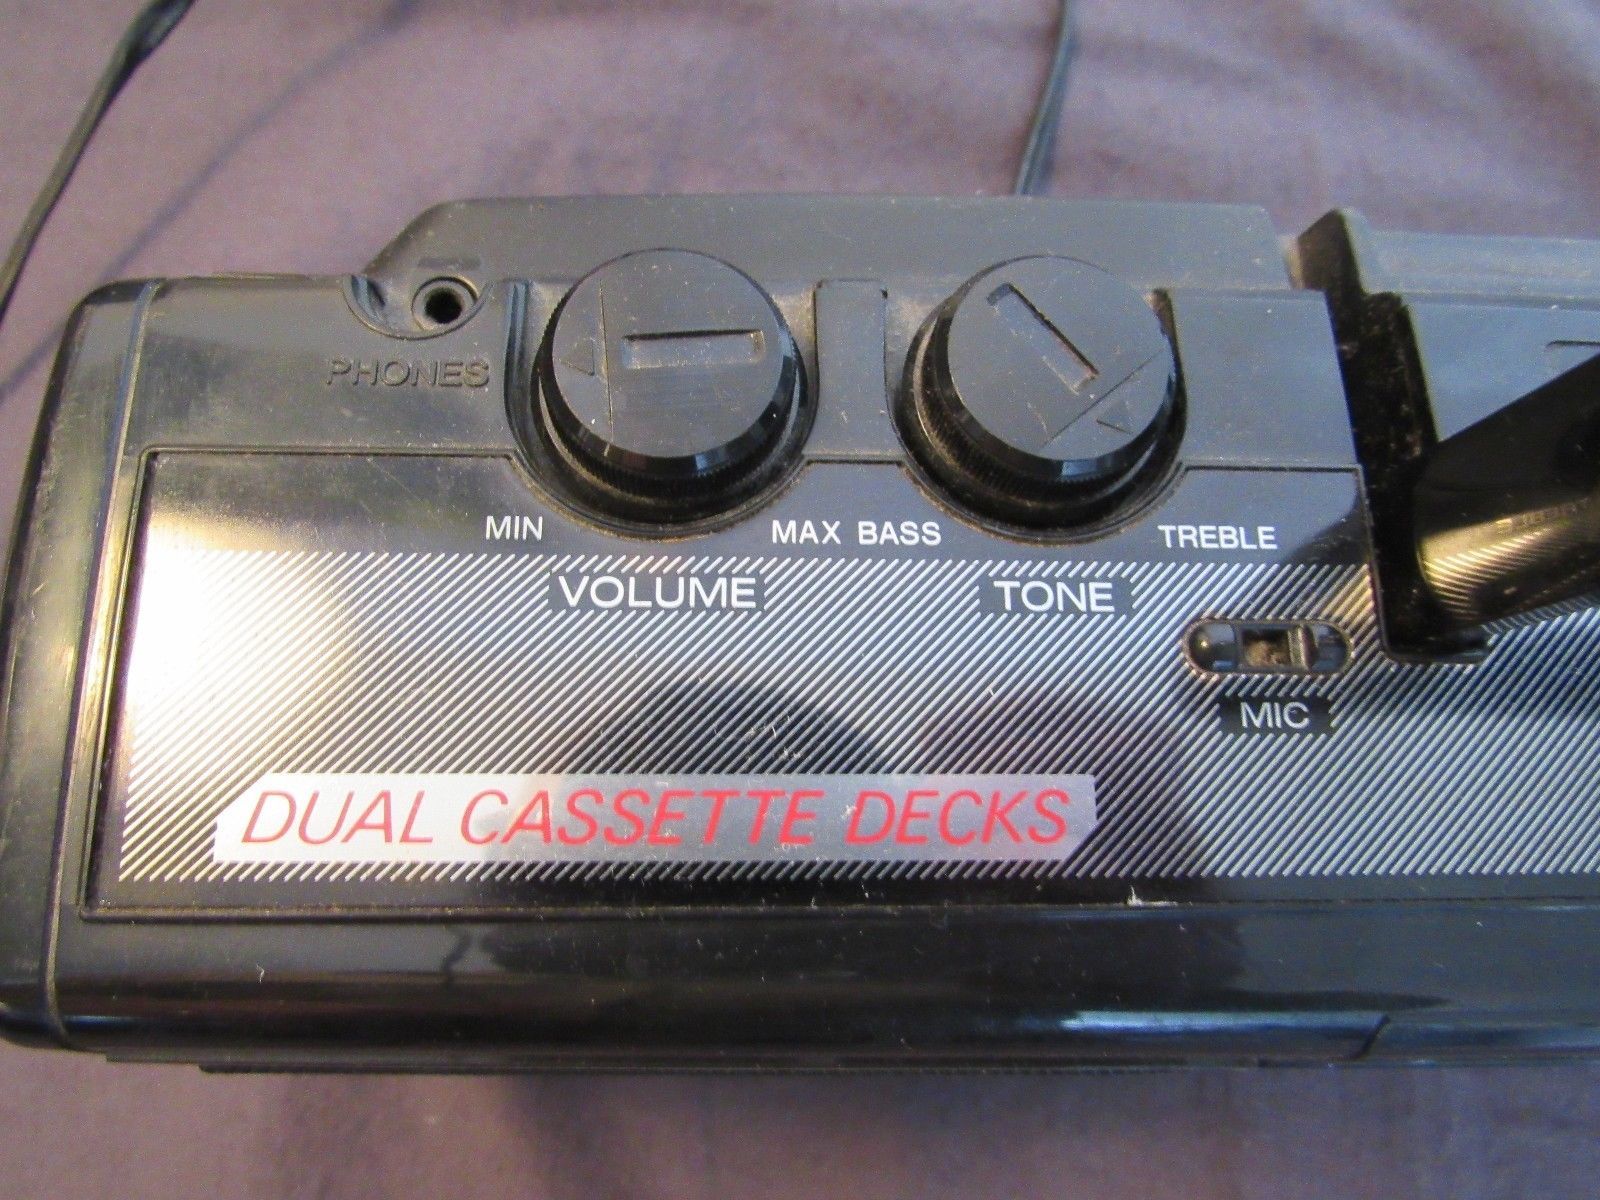 PHONES
MIN
MAX BASS
TREBLE
VOLUME
TONE
MIC
DUAL CASSETTE DECKS